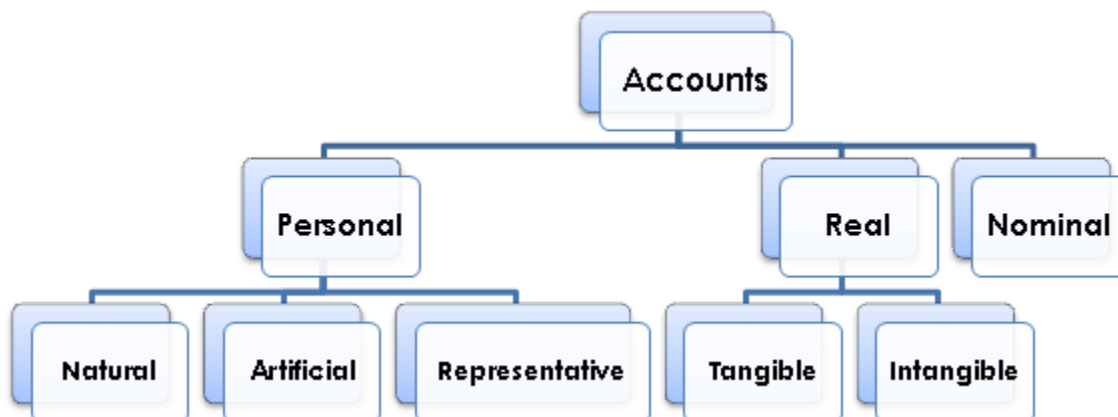 Accounts
Personal
Real
Nominal
Natural
Artificial
Representative
Tangible
Intangible